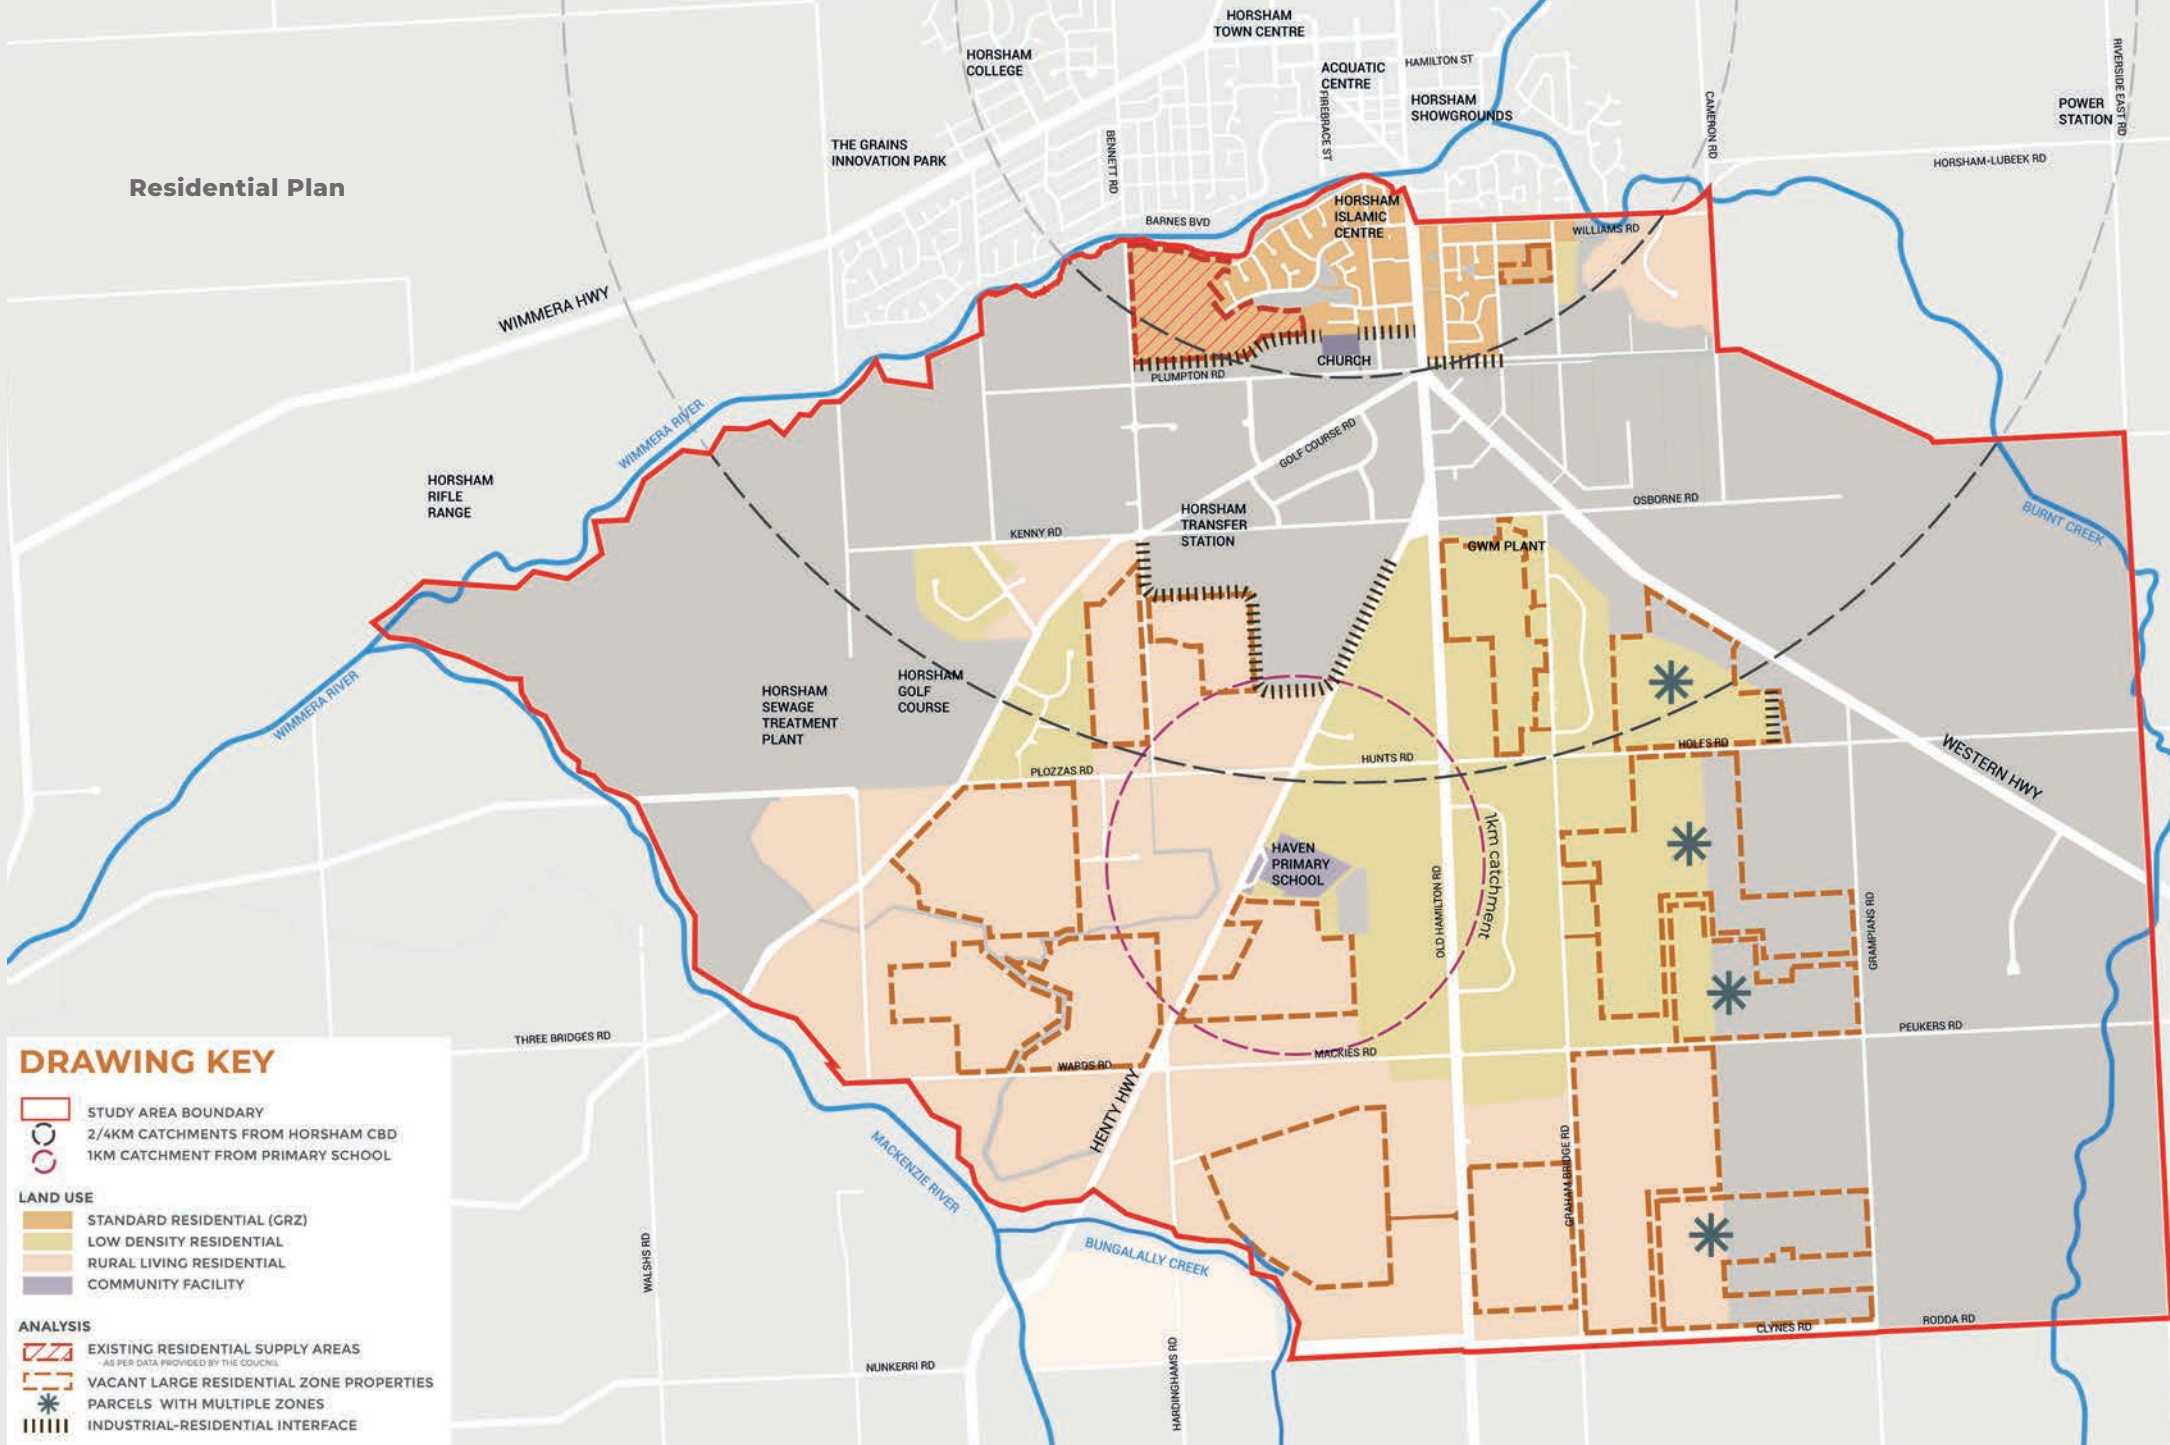 Residential Plan
HORSHAM
TOWN CENTRE
HORSHAM
COLLEGE
ACQUATIC
CENTRE
HAMILTON ST
HORSHAM
SHOWGROUNDS
FIREBRACE ST
CAMERON RD
RIVERSIDE EAST RD
POWER
STATION
HORSHAM-LUBEEK RD
THE GRAINS
INNOVATION PARK
BENNETT RD
BARNES BVD
HORSHAM
ISLAMIC
CENTRE
WILLIAMS RD
WIMMERA HWY
CHURCH
PLUMPTON RD
WIMMERA RIVER
GOLF COURSE RD
HORSHAM
RIFLE
RANGE
OSBORNE RD
HORSHAM
TRANSFER
STATION
KENNY RD
GWM PLANT
BURNT CREEK
WIMMERA RIVER
HORSHAM
SEWAGE
TREATMENT
PLANT
HORSHAM
GOLF
COURSE
HOLES RD
HUNTS RD
PLOZZAS RD
WESTERN HWY
1km catchment
HAVEN
PRIMARY
SCHOOL
OLD HAMILTON RD
GRAMPIANS RD
PEUKERS RD
THREE BRIDGES RD
MACKIES RD
WARDS RD
HENTY HWY
MACKENZIE RIVER
GRAHAM BRIDGE RD
BUNGALALLY CREEK
WALSHS RD
CLYNES RD
RODDA RD
NUNKERRI RD
HARDINGHAMS RD
DRAWING KEY
STUDY AREA BOUNDARY
2/4KM CATCHMENTS FROM HORSHAM CBD
1KM CATCHMENT FROM PRIMARY SCHOOL
LAND USE
STANDARD RESIDENTIAL (GRZ)
LOW DENSITY RESIDENTIAL
RURAL LIVING RESIDENTIAL
COMMUNITY FACILITY
ANALYSIS
EXISTING RESIDENTIAL SUPPLY AREAS
- AS PER DATA PROVIDED BY THE COUCNIL
VACANT LARGE RESIDENTIAL ZONE PROPERTIES
PARCELS WITH MULTIPLE ZONES
INDUSTRIAL-RESIDENTIAL INTERFACE